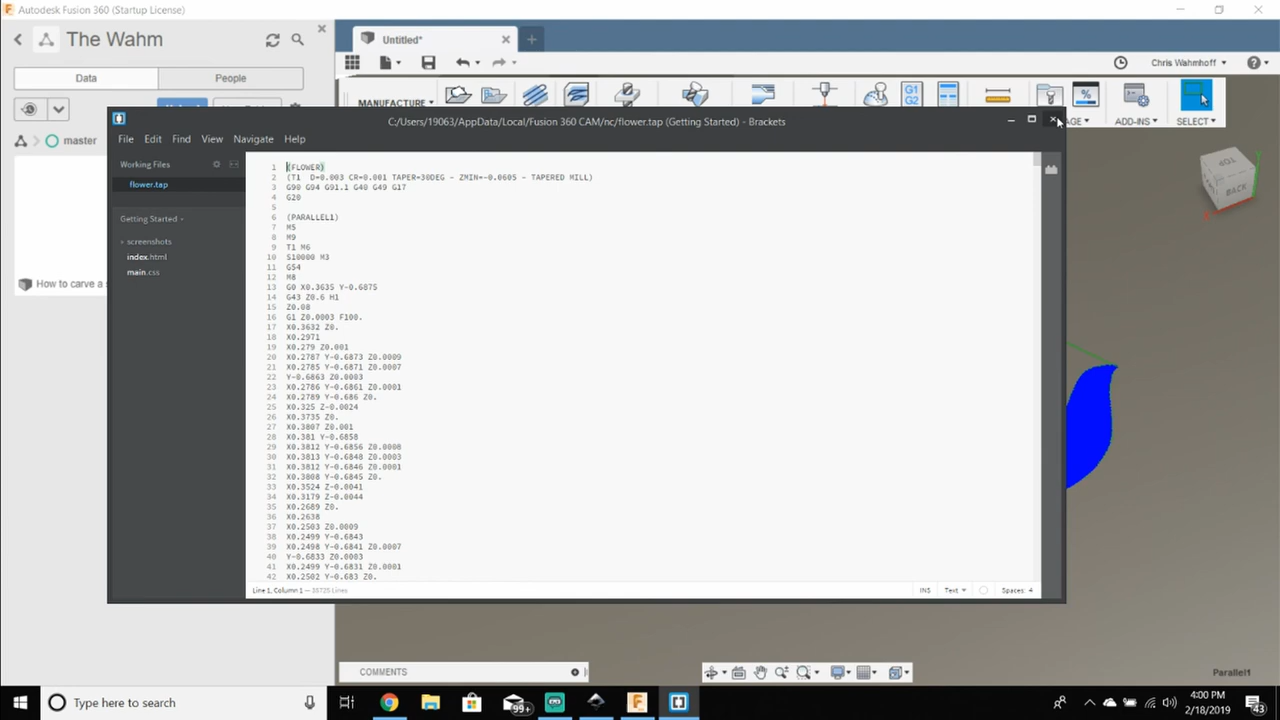 Autodesk Fusion 360 (Startup License)
The Wahm
Untitled*
Data
People
Chris Wahmhoff
MANUFACTURE
G1
G2
%
ADD-INS
SELECT
master
C:/Users/19063/AppData/Local/Fusion 360 CAM/nc/flower.tap (Getting Started) - Brackets
File Edit Find View Navigate Help
Working Files
flower.tap
Getting Started
screenshots
index.html
main.css
How to carve a
1 (FLOWER)
2 (T1 D=0.003 CR=0.001 TAPER=30DEG - ZMIN=-0.0605 - TAPERED MILL)
3 G90 G94 G91.1 G40 G49 G17
4 G20
5
6 (PARALLEL1)
7 M5
8 M9
9 T1 M6
10 S10000 M3
11 G54
12 M8
13 G0 X0.3635 Y-0.6875
14 G43 Z0.6 H1
15 Z0.08
16 G1 Z0.0003 F100.
17 X0.3632 Z0.
18 X0.2971
19 X0.279 Z0.001
20 X0.2787 Y-0.6873 Z0.0009
21 X0.2785 Y-0.6871 Z0.0007
22 Y-0.6863 Z0.0003
23 X0.2786 Y-0.6861 Z0.0001
24 X0.2789 Y-0.686 Z0.
25 X0.325 Z-0.0024
26 X0.3735 Z0.
27 X0.3807 Z0.001
28 X0.381 Y-0.6858
29 X0.3812 Y-0.6856 Z0.0008
30 X0.3813 Y-0.6848 Z0.0003
31 X0.3812 Y-0.6846 Z0.0001
32 X0.3808 Y-0.6845 Z0.
33 X0.3524 Z-0.0041
34 X0.3179 Z-0.0044
35 X0.2689 Z0.
36 X0.2638
37 X0.2503 Z0.0009
38 X0.2499 Y-0.6843
39 X0.2498 Y-0.6841 Z0.0007
40 Y-0.6833 Z0.0003
41 X0.2499 Y-0.6831 Z0.0001
42 X0.2502 Y-0.683 Z0.
Line 1, Column 1 — 35725 Lines
INS Text Spaces: 4
BACK
COMMENTS
Parallel1
Type here to search
99+
4:00 PM
2/18/2019
43